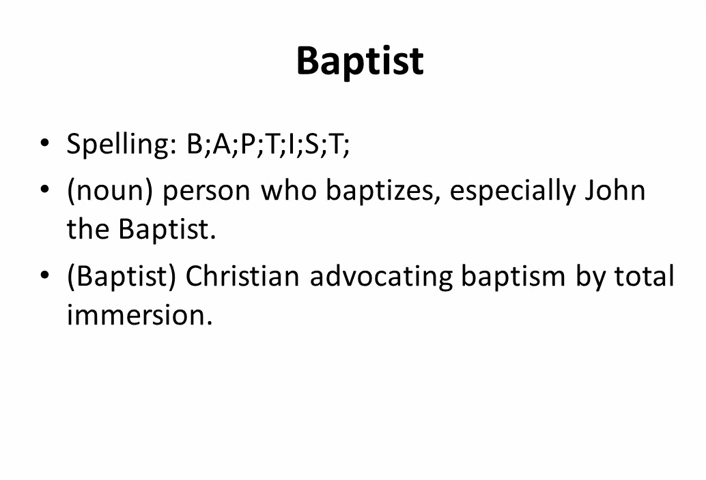 Baptist
• Spelling: B;A;P;T;I;S;T;
• (noun) person who baptizes, especially John
the Baptist.
• (Baptist) Christian advocating baptism by total
immersion.